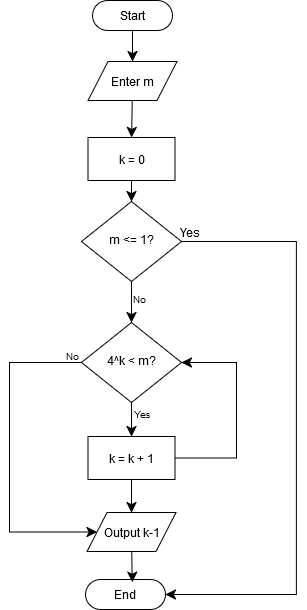 Start
Enter m
k = 0
m <= 1?
Yes
No
No
4^k < m?
Yes
k = k + 1
Output k-1
End